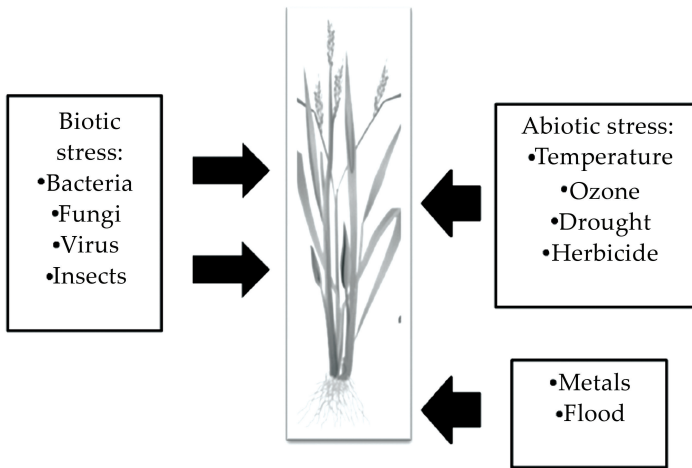 Biotic
stress:
•Bacteria
•Fungi
•Virus
•Insects
Abiotic stress:
•Temperature
•Ozone
•Drought
•Herbicide
•Metals
•Flood